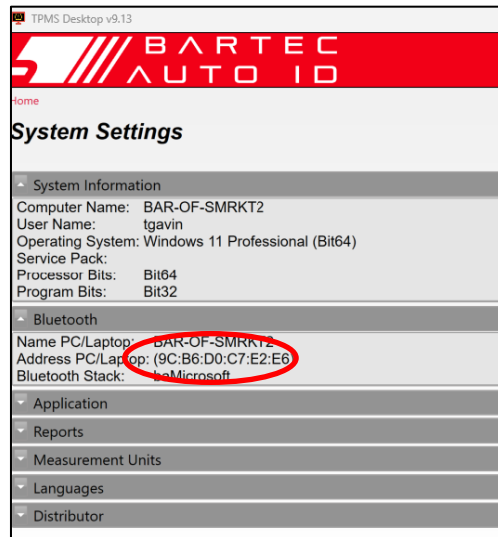 TPMS Desktop v9.13
BARTEC
AUTO ID
Home
System Settings
System Information
Computer Name: BAR-OF-SMRKT2
User Name: tgavin
Operating System: Windows 11 Professional (Bit64)
Service Pack:
Processor Bits: Bit64
Program Bits: Bit32
Bluetooth
Name PC/Laptop: BAR-OF-SMRKT2
Address PC/Laptop: (9C:B6:D0:C7:E2:E6)
Bluetooth Stack: baMicrosoft
Application
Reports
Measurement Units
Languages
Distributor